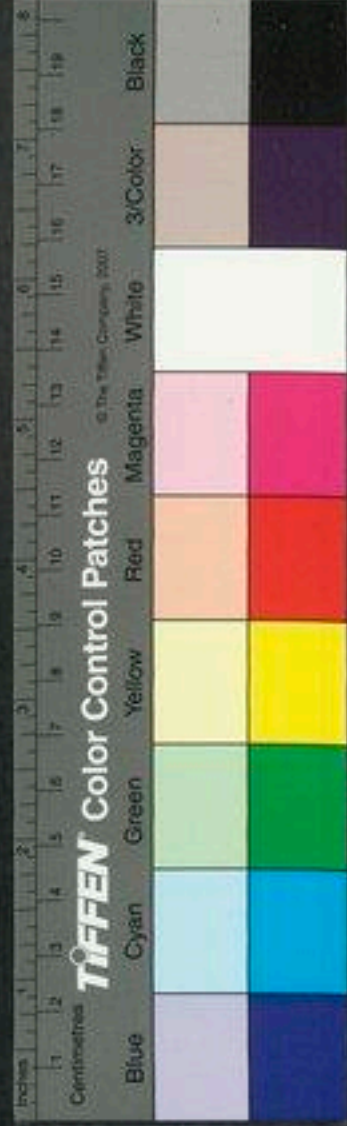 Inches 1 2 3 4 5 6 7 8
1 2 3 4 5 6 7 8 9 10 11 12 13 14 15 16 17 18 19
Centimetres
TIFFEN Color Control Patches © The Tiffen Company, 2007
Blue Cyan Green Yellow Red Magenta White 3/Color Black